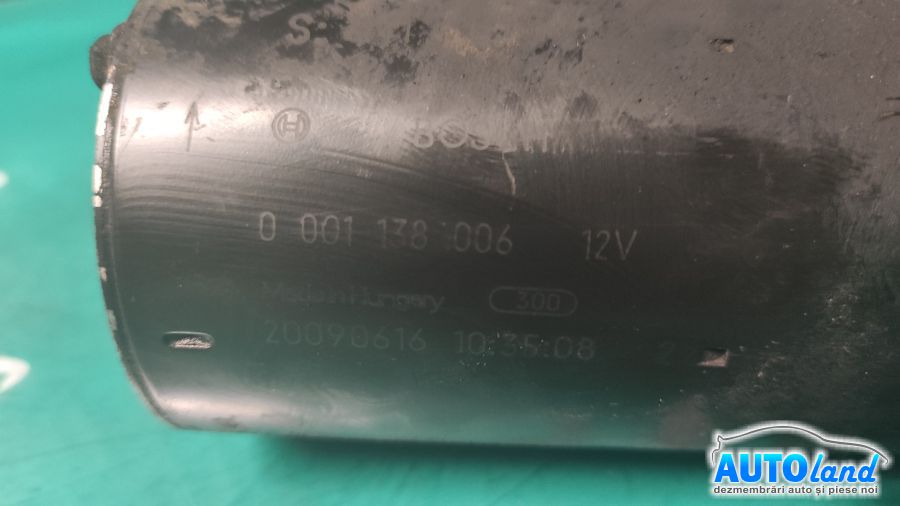 0 001 138 006 12V
Made in Hungary 300
20090616 10:35:08 2
AUTOland
dezmembrări auto și piese noi